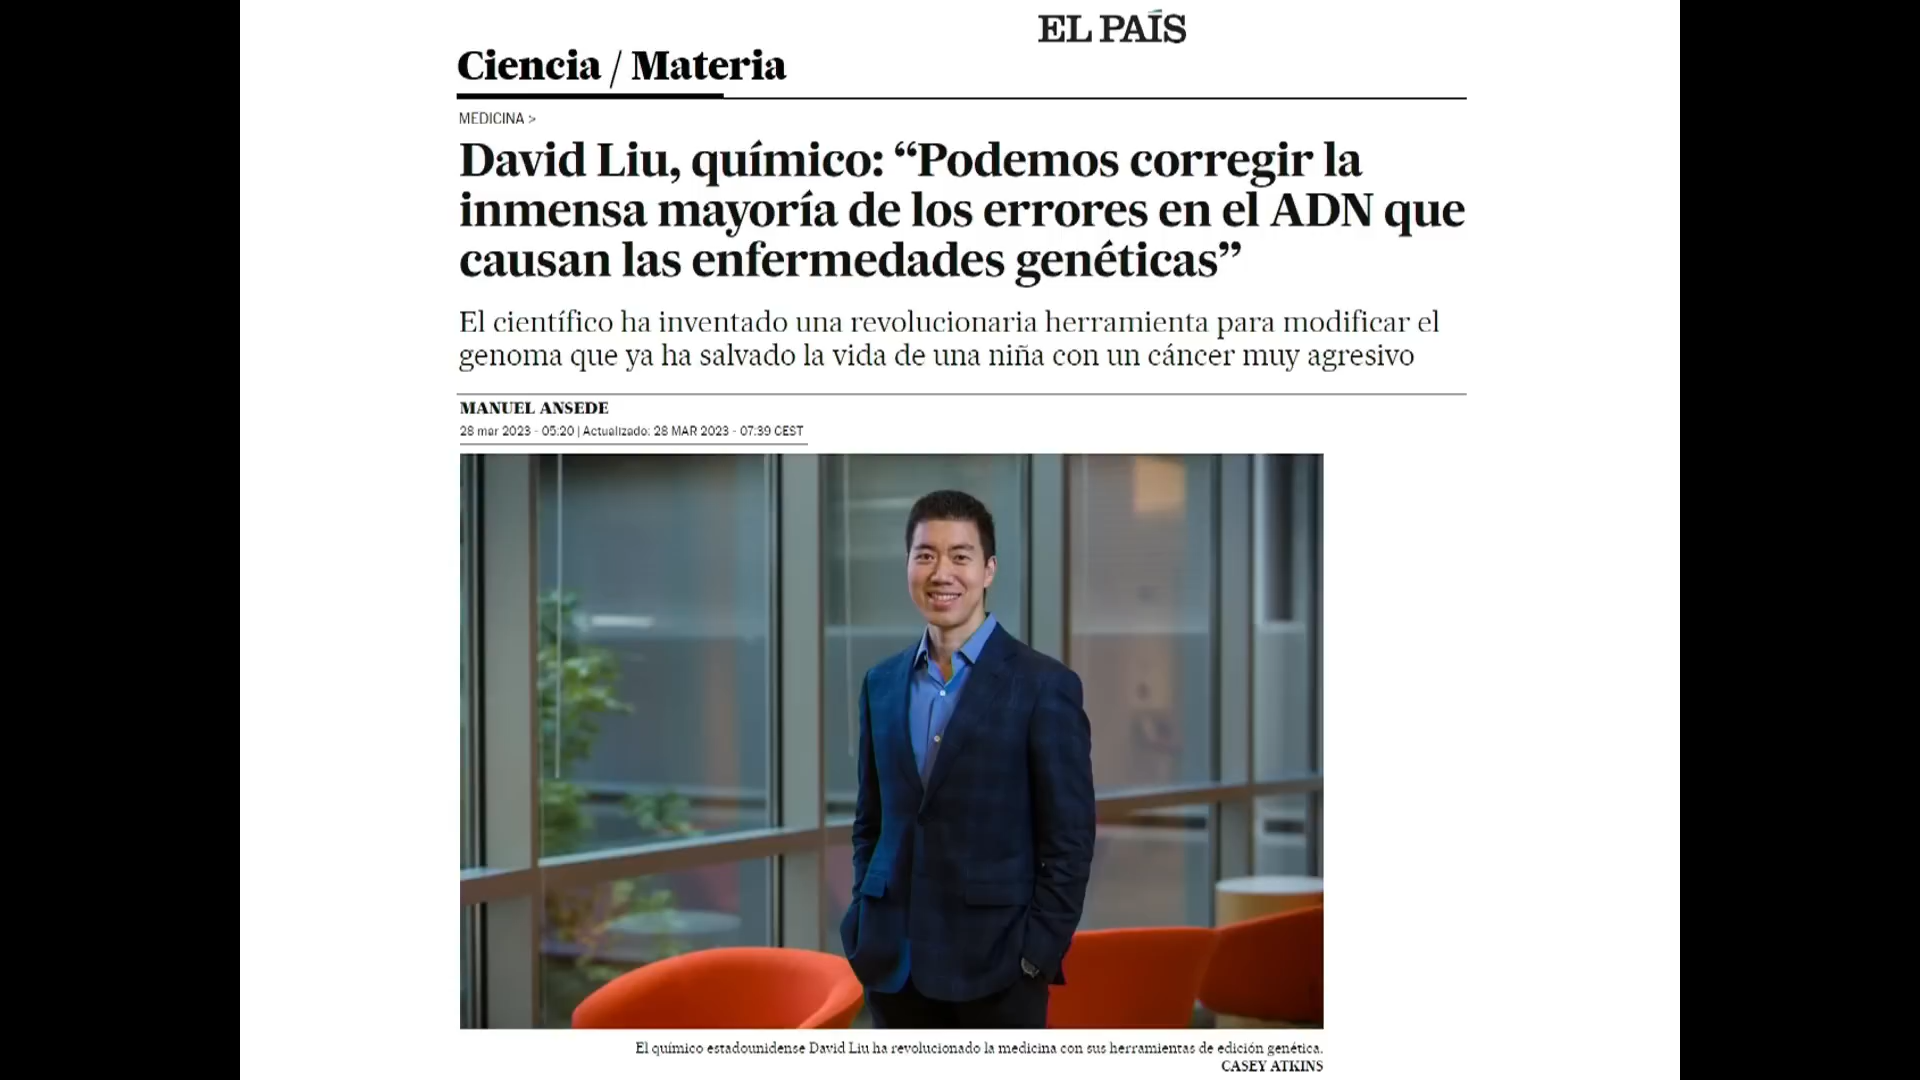 EL PAÍS
Ciencia / Materia
MEDICINA >
David Liu, químico: “Podemos corregir la
inmensa mayoría de los errores en el ADN que
causan las enfermedades genéticas”
El científico ha inventado una revolucionaria herramienta para modificar el
genoma que ya ha salvado la vida de una niña con un cáncer muy agresivo
MANUEL ANSEDE
28 mar 2023 - 05:20 | Actualizado: 28 MAR 2023 - 07:39 CEST
El químico estadounidense David Liu ha revolucionado la medicina con sus herramientas de edición genética.
CASEY ATKINS